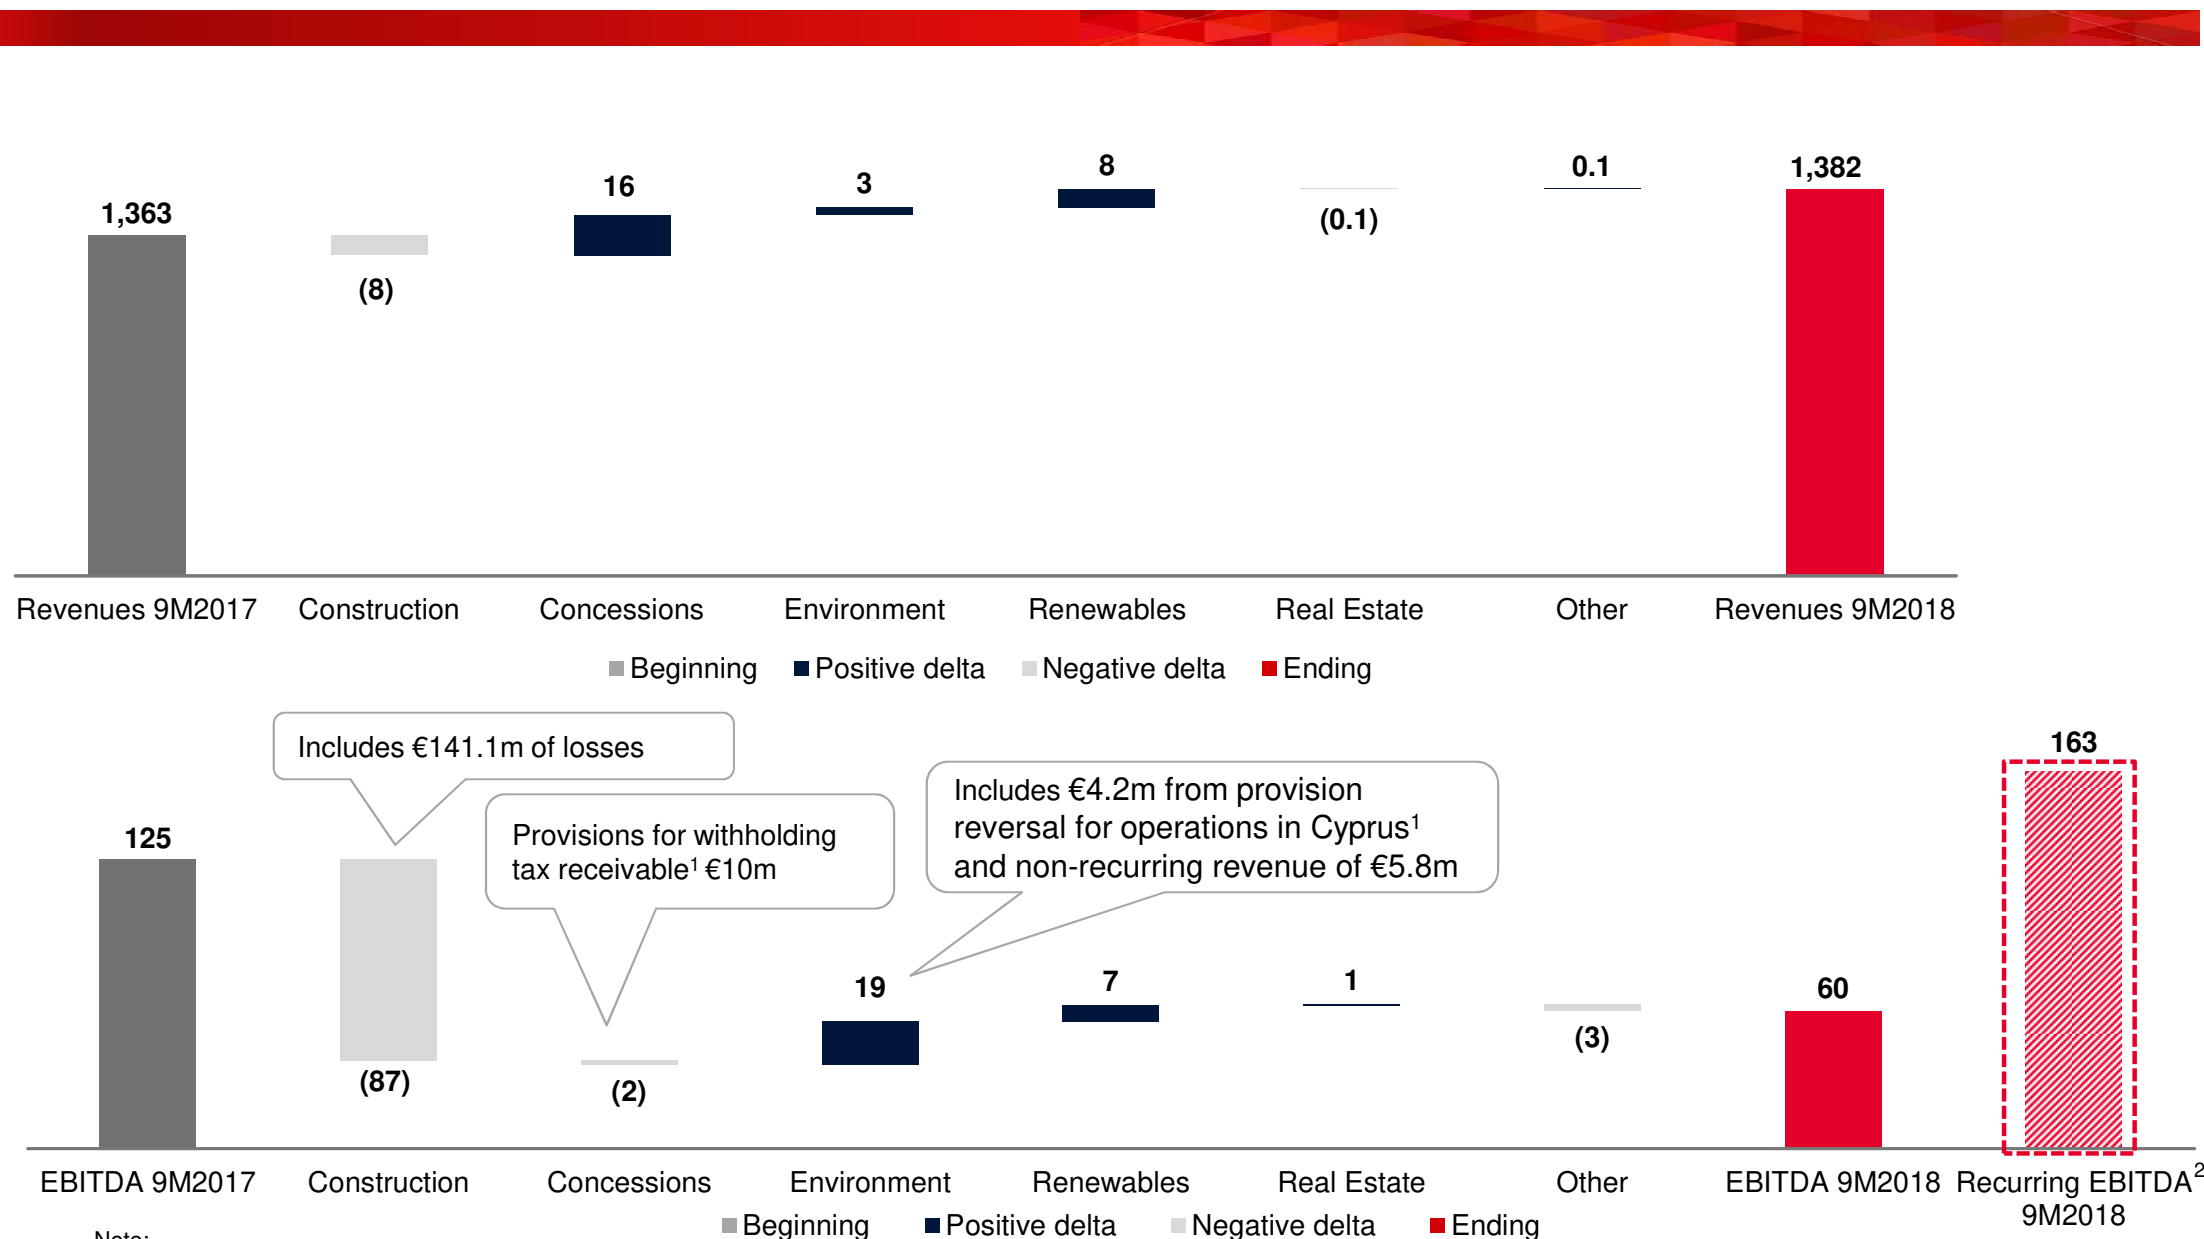 1,363
(8)
16
3
8
(0.1)
0.1
1,382
Revenues 9M2017
Construction
Concessions
Environment
Renewables
Real Estate
Other
Revenues 9M2018
Beginning
Positive delta
Negative delta
Ending
Includes €141.1m of losses
Provisions for withholding
tax receivable¹ €10m
Includes €4.2m from provision
reversal for operations in Cyprus¹
and non-recurring revenue of €5.8m
125
(87)
(2)
19
7
1
(3)
60
163
EBITDA 9M2017
Construction
Concessions
Environment
Renewables
Real Estate
Other
EBITDA 9M2018
Recurring EBITDA²
9M2018
Beginning
Positive delta
Negative delta
Ending
Note: